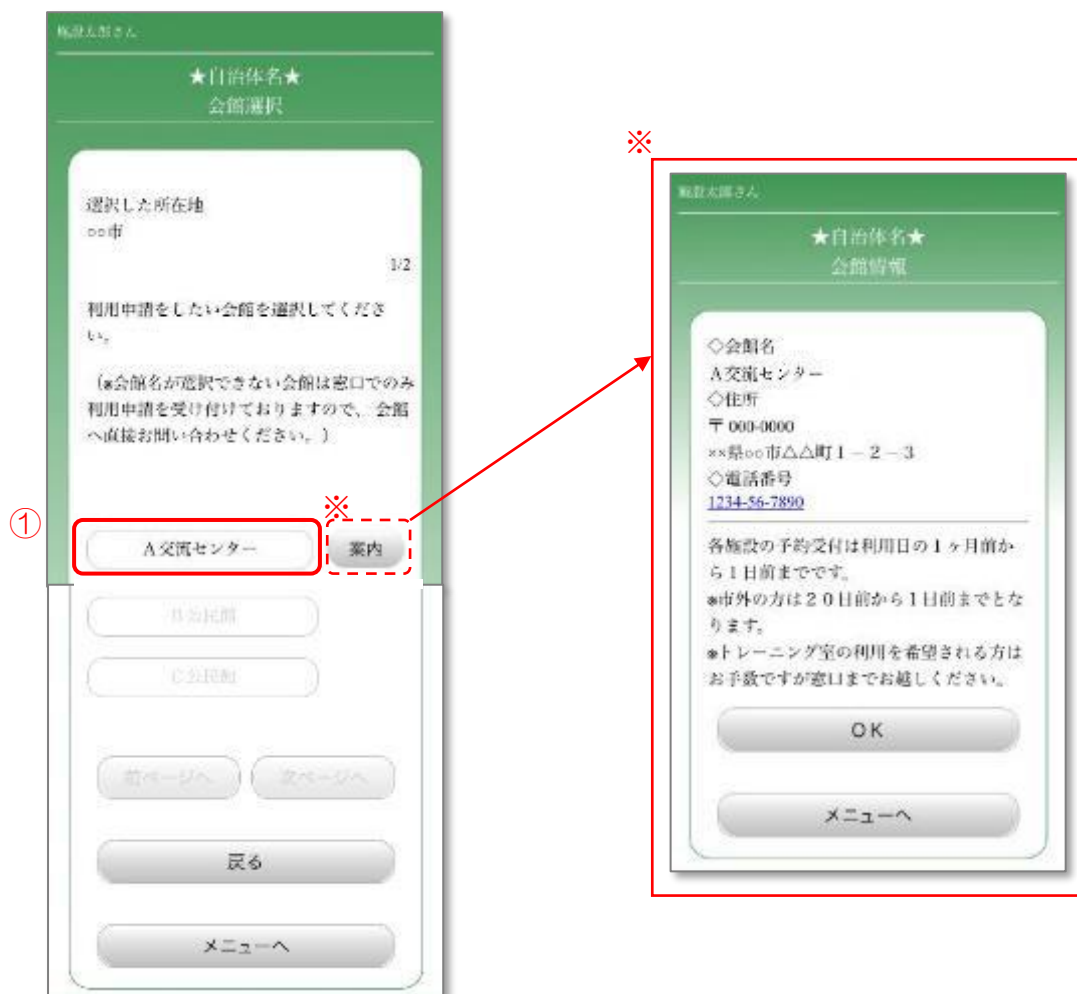 施設太郎さん
★自治体名★
会館選択
選択した所在地
○○市
1/2
利用申請をしたい会館を選択してくださ
い。
(※会館名が選択できない会館は窓口でのみ
利用申請を受け付けておりますので、会館
へ直接お問い合わせください。)
①
※
A交流センター
案内
B公民館
C公民館
前ページへ
次ページへ
戻る
メニューへ
※
施設太郎さん
★自治体名★
会館情報
◇会館名
A交流センター
◇住所
〒000-0000
××県○○市△△町1-2-3
◇電話番号
1234-56-7890
各施設の予約受付は利用日の1ヶ月前か
ら1日前までです。
※市外の方は20日前から1日前までとな
ります。
※トレーニング室の利用を希望される方は
お手数ですが窓口までお越しください。
OK
メニューへ